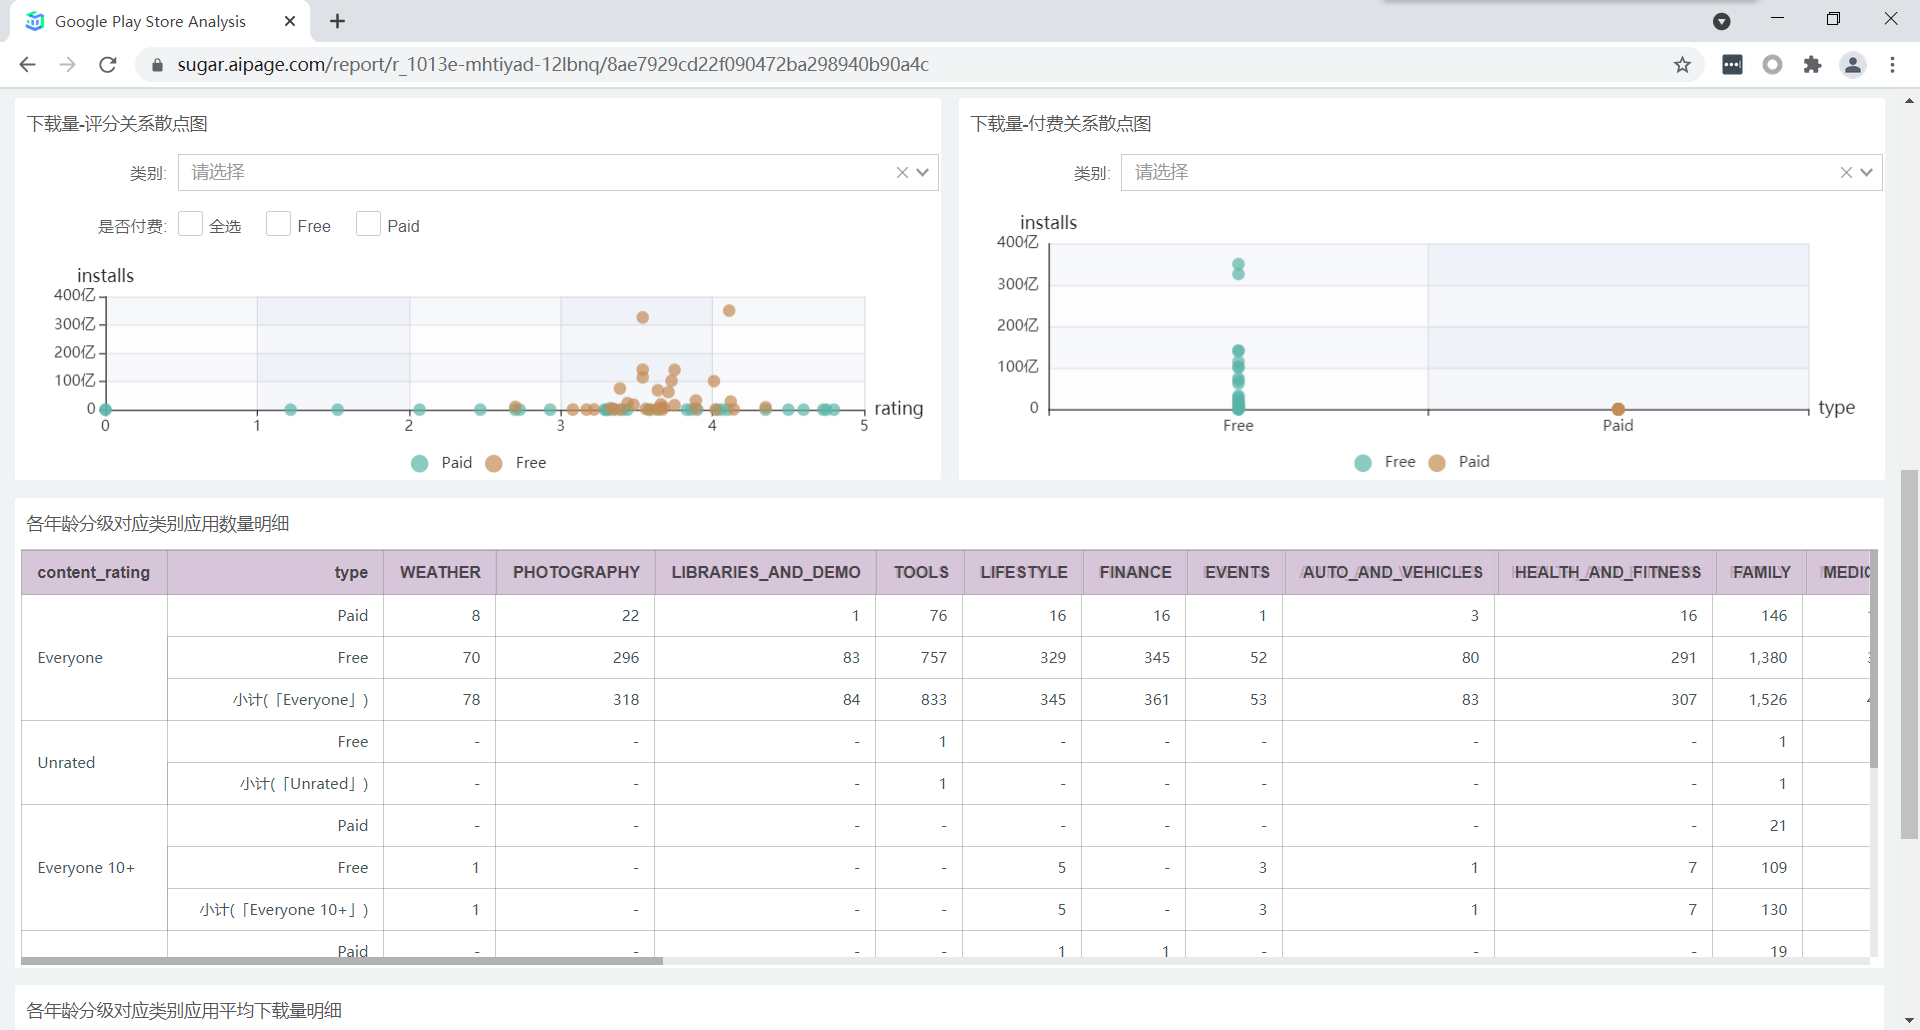 Google Play Store Analysis
sugar.aipage.com/report/r_1013e-mhtiyad-12lbnq/8ae7929cd22f090472ba298940b90a4c
下载量-评分关系散点图
类别: 请选择
是否付费: 全选 Free Paid
installs
400亿
300亿
200亿
100亿
0
rating
0 1 2 3 4 5
Paid Free
下载量-付费关系散点图
类别: 请选择
installs
400亿
300亿
200亿
100亿
0
type
Free Paid
Free Paid
各年龄分级对应类别应用数量明细
content_rating type WEATHER PHOTOGRAPHY LIBRARIES_AND_DEMO TOOLS LIFESTYLE FINANCE EVENTS AUTO_AND_VEHICLES HEALTH_AND_FITNESS FAMILY MEDIC
Paid 8 22 1 76 16 16 1 3 16 146
Everyone Free 70 296 83 757 329 345 52 80 291 1,380
小计(「Everyone」) 78 318 84 833 345 361 53 83 307 1,526
Free - - - 1 - - - - - 1
Unrated
小计(「Unrated」) - - - 1 - - - - - 1
Paid - - - - - - - - - 21
Everyone 10+ Free 1 - - - 5 - 3 1 7 109
小计(「Everyone 10+」) 1 - - - 5 - 3 1 7 130
Paid - - - - 1 1 - - - 19
各年龄分级对应类别应用平均下载量明细